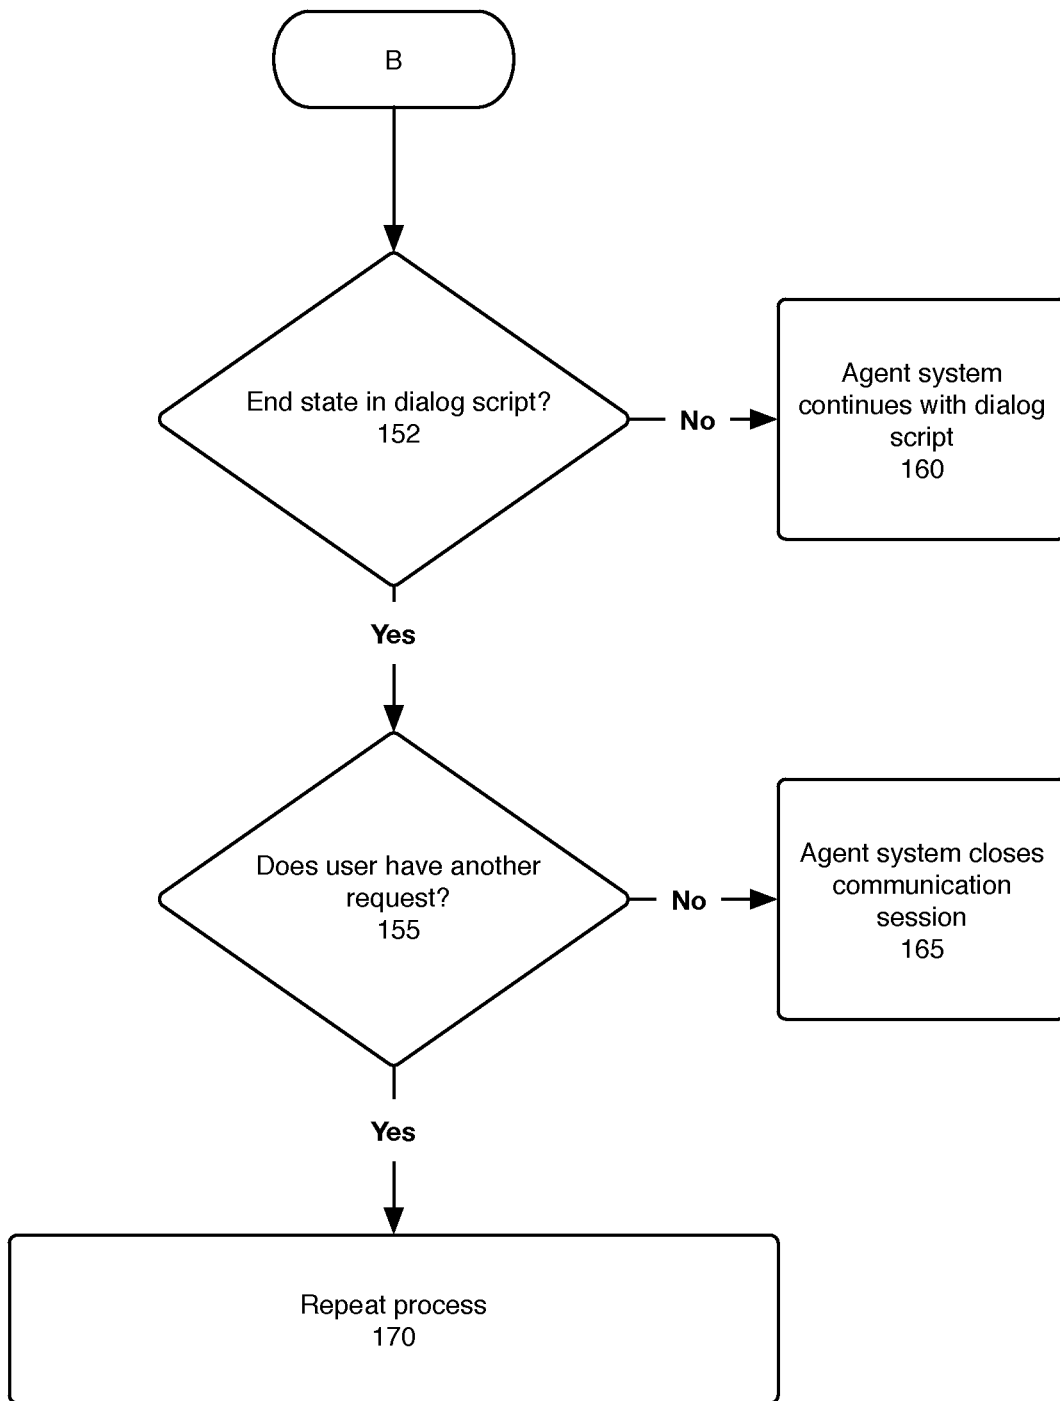 B
End state in dialog script?
152
No
Agent system
continues with dialog
script
160
Yes
Does user have another
request?
155
No
Agent system closes
communication
session
165
Yes
Repeat process
170